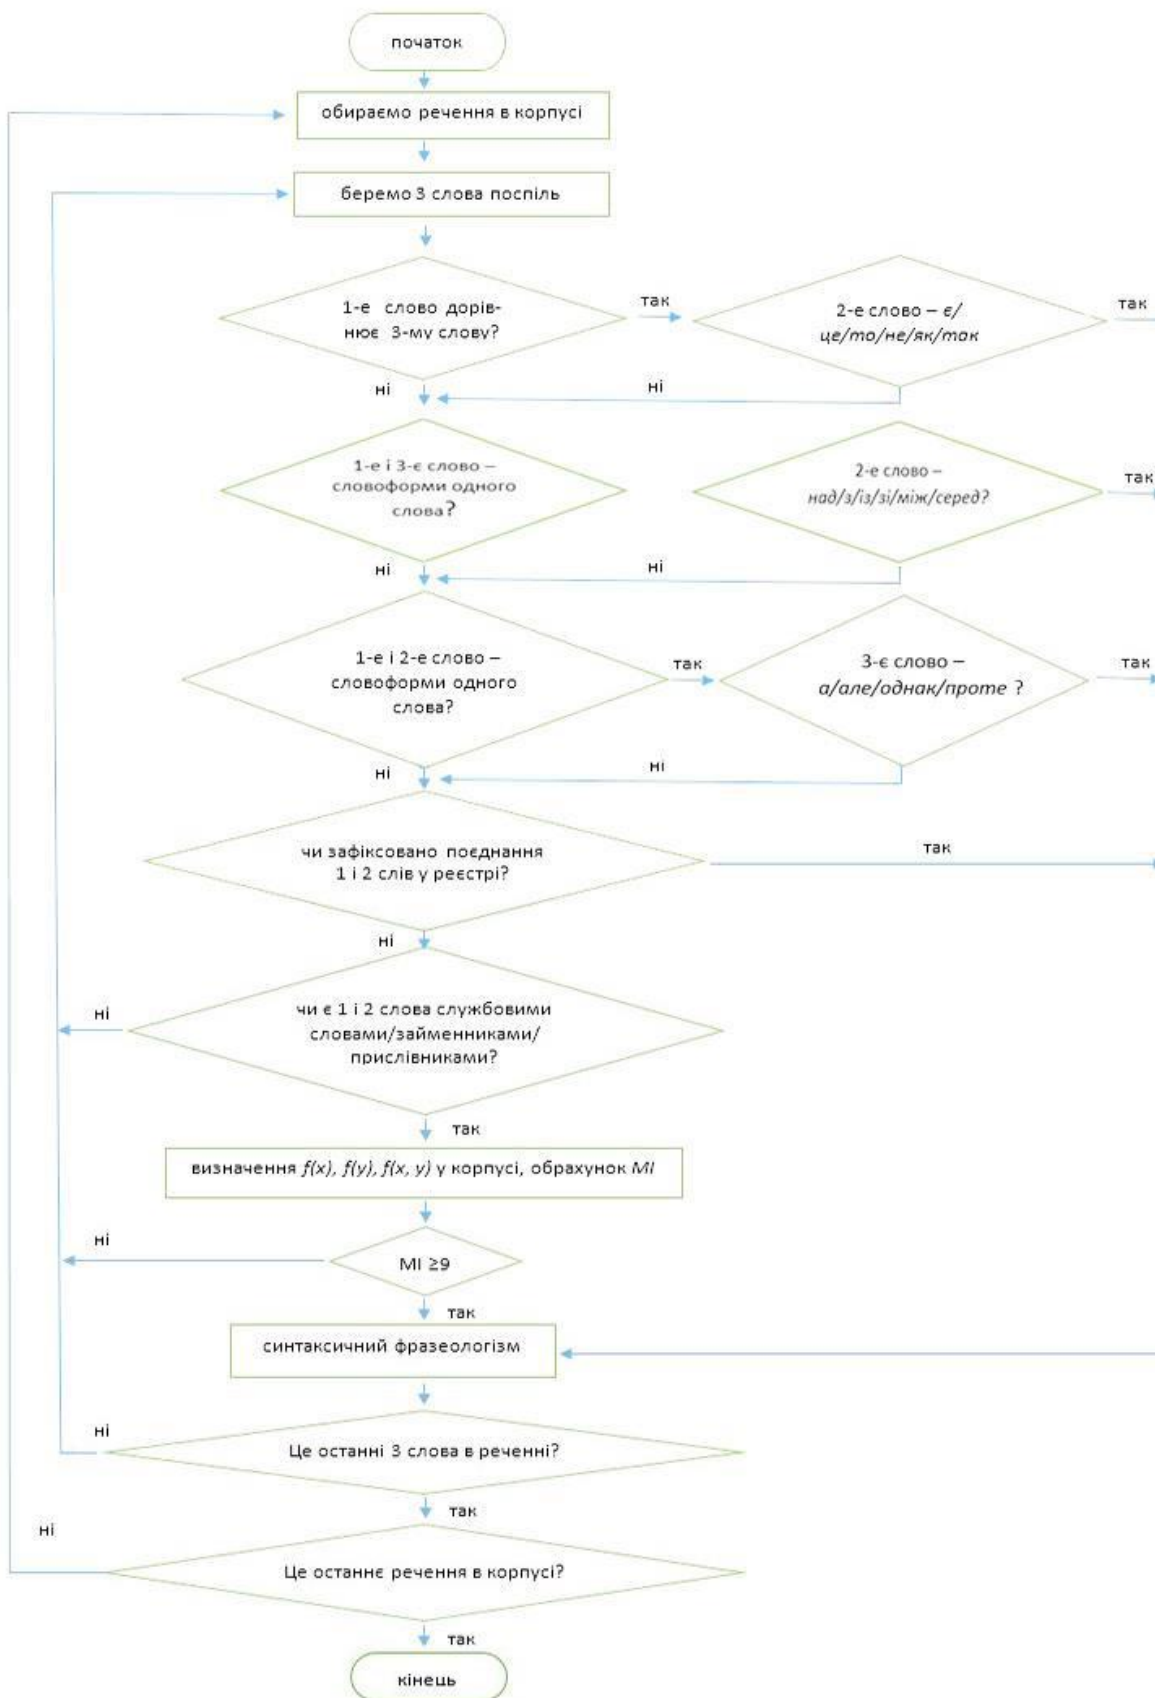 початок
обираємо речення в корпусі
беремо 3 слова поспіль
1-е слово дорів-
нює 3-му слову?
так
2-е слово – є/
це/то/не/як/так
так
ні
ні
1-е і 3-є слово –
словоформи одного
слова?
2-е слово –
над/з/із/зі/між/серед?
так
ні
ні
1-е і 2-е слово –
словоформи одного
слова?
так
3-є слово –
а/але/однак/проте ?
так
ні
ні
чи зафіксовано поєднання
1 і 2 слів у реєстрі?
так
ні
чи є 1 і 2 слова службовими
словами/займенниками/
прислівниками?
ні
так
визначення f(x), f(y), f(x, y) у корпусі, обрахунок MI
MI ≥9
ні
так
синтаксичний фразеологізм
Це останні 3 слова в реченні?
ні
так
Це останнє речення в корпусі?
ні
так
кінець